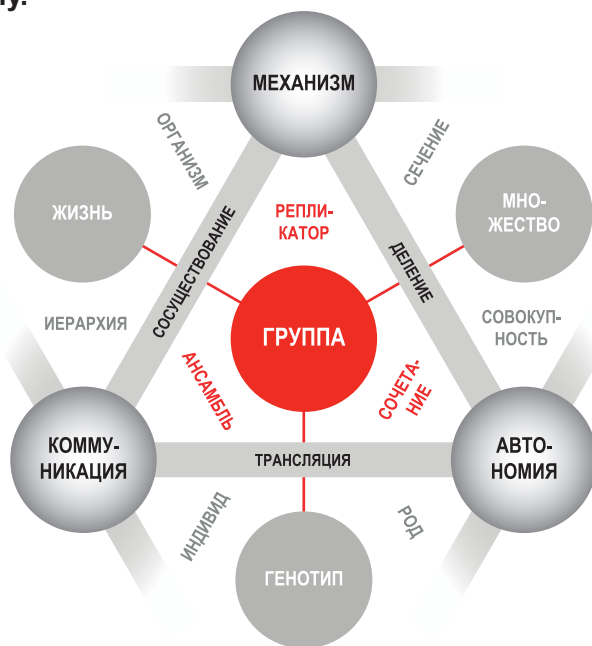 му.
МЕХАНИЗМ
ОРГАНИЗМ
СЕЧЕНИЕ
ЖИЗНЬ
МНО-
ЖЕСТВО
РЕПЛИ-
КАТОР
СОСУЩЕСТВОВАНИЕ
ДЕЛЕНИЕ
ИЕРАРХИЯ
ГРУППА
СОВОКУП-
НОСТЬ
АНСАМБЛЬ
СОЧЕТА-
НИЕ
КОММУ-
НИКАЦИЯ
ТРАНСЛЯЦИЯ
АВТО-
НОМИЯ
ИНДИВИД
РОД
ГЕНОТИП